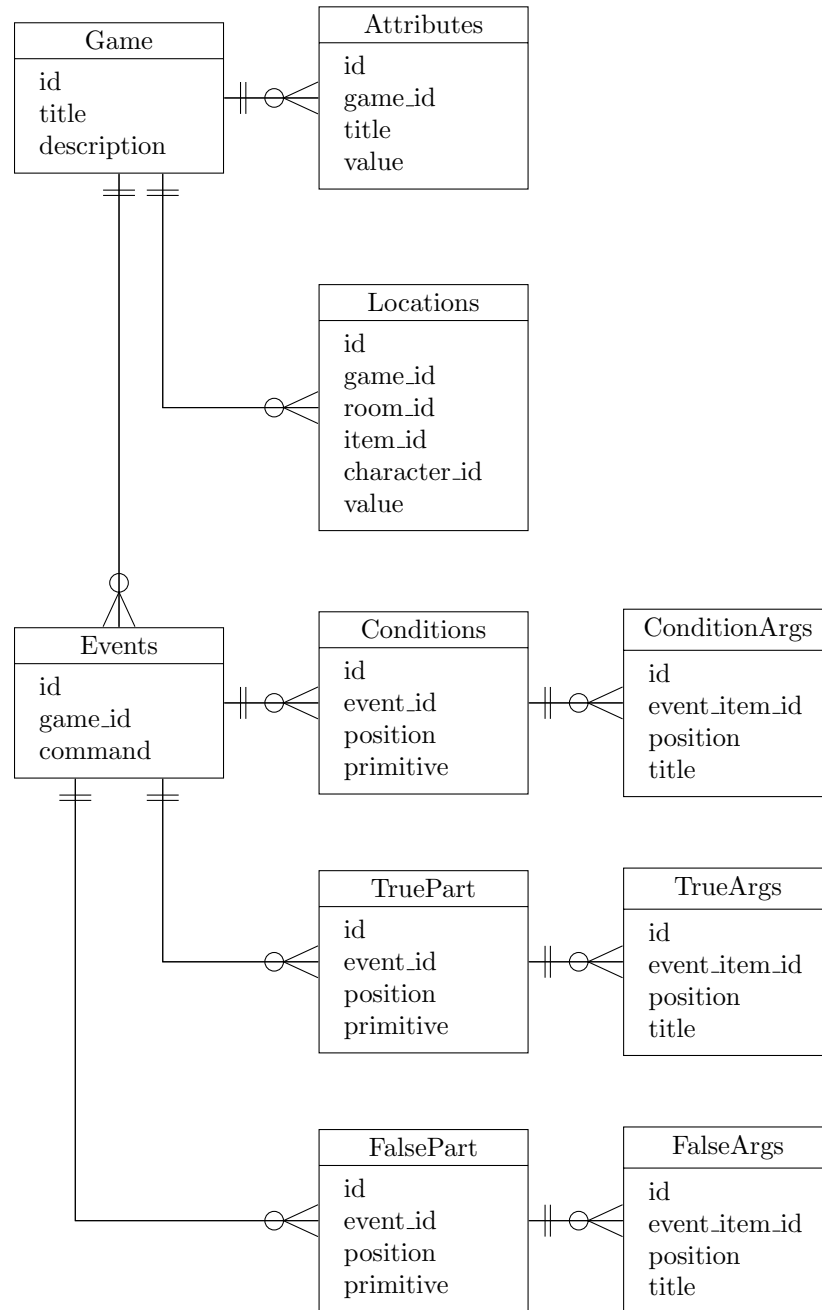 Game
id
title
description
Attributes
id
game_id
title
value
Locations
id
game_id
room_id
item_id
character_id
value
Events
id
game_id
command
Conditions
id
event_id
position
primitive
ConditionArgs
id
event_item_id
position
title
TruePart
id
event_id
position
primitive
TrueArgs
id
event_item_id
position
title
FalsePart
id
event_id
position
primitive
FalseArgs
id
event_item_id
position
title